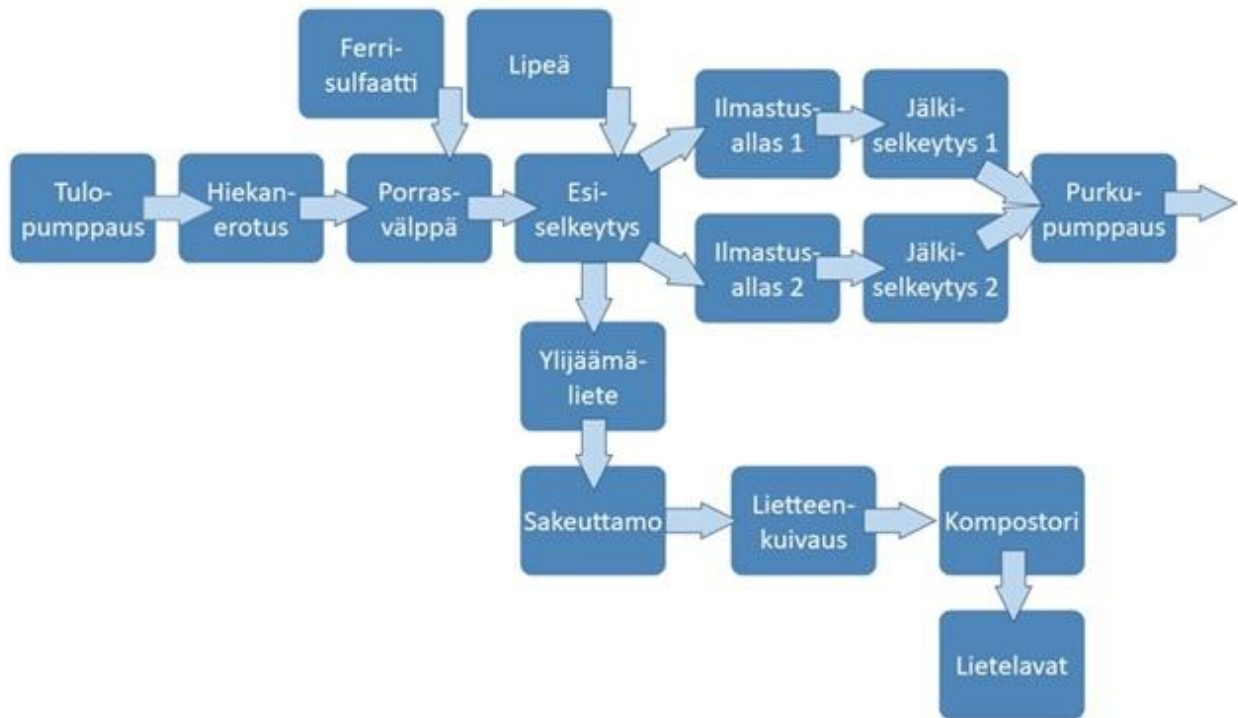 Ferri-
sulfaatti
Lipeä
Ilmastus-
allas 1
Jälki-
selkeytys 1
Tulo-
pumppaus
Hiekan-
erotus
Porras-
välppä
Esi-
selkeytys
Purku-
pumppaus
Ilmastus-
allas 2
Jälki-
selkeytys 2
Ylijäämä-
liete
Sakeuttamo
Lietteen-
kuivaus
Kompostori
Lietelavat